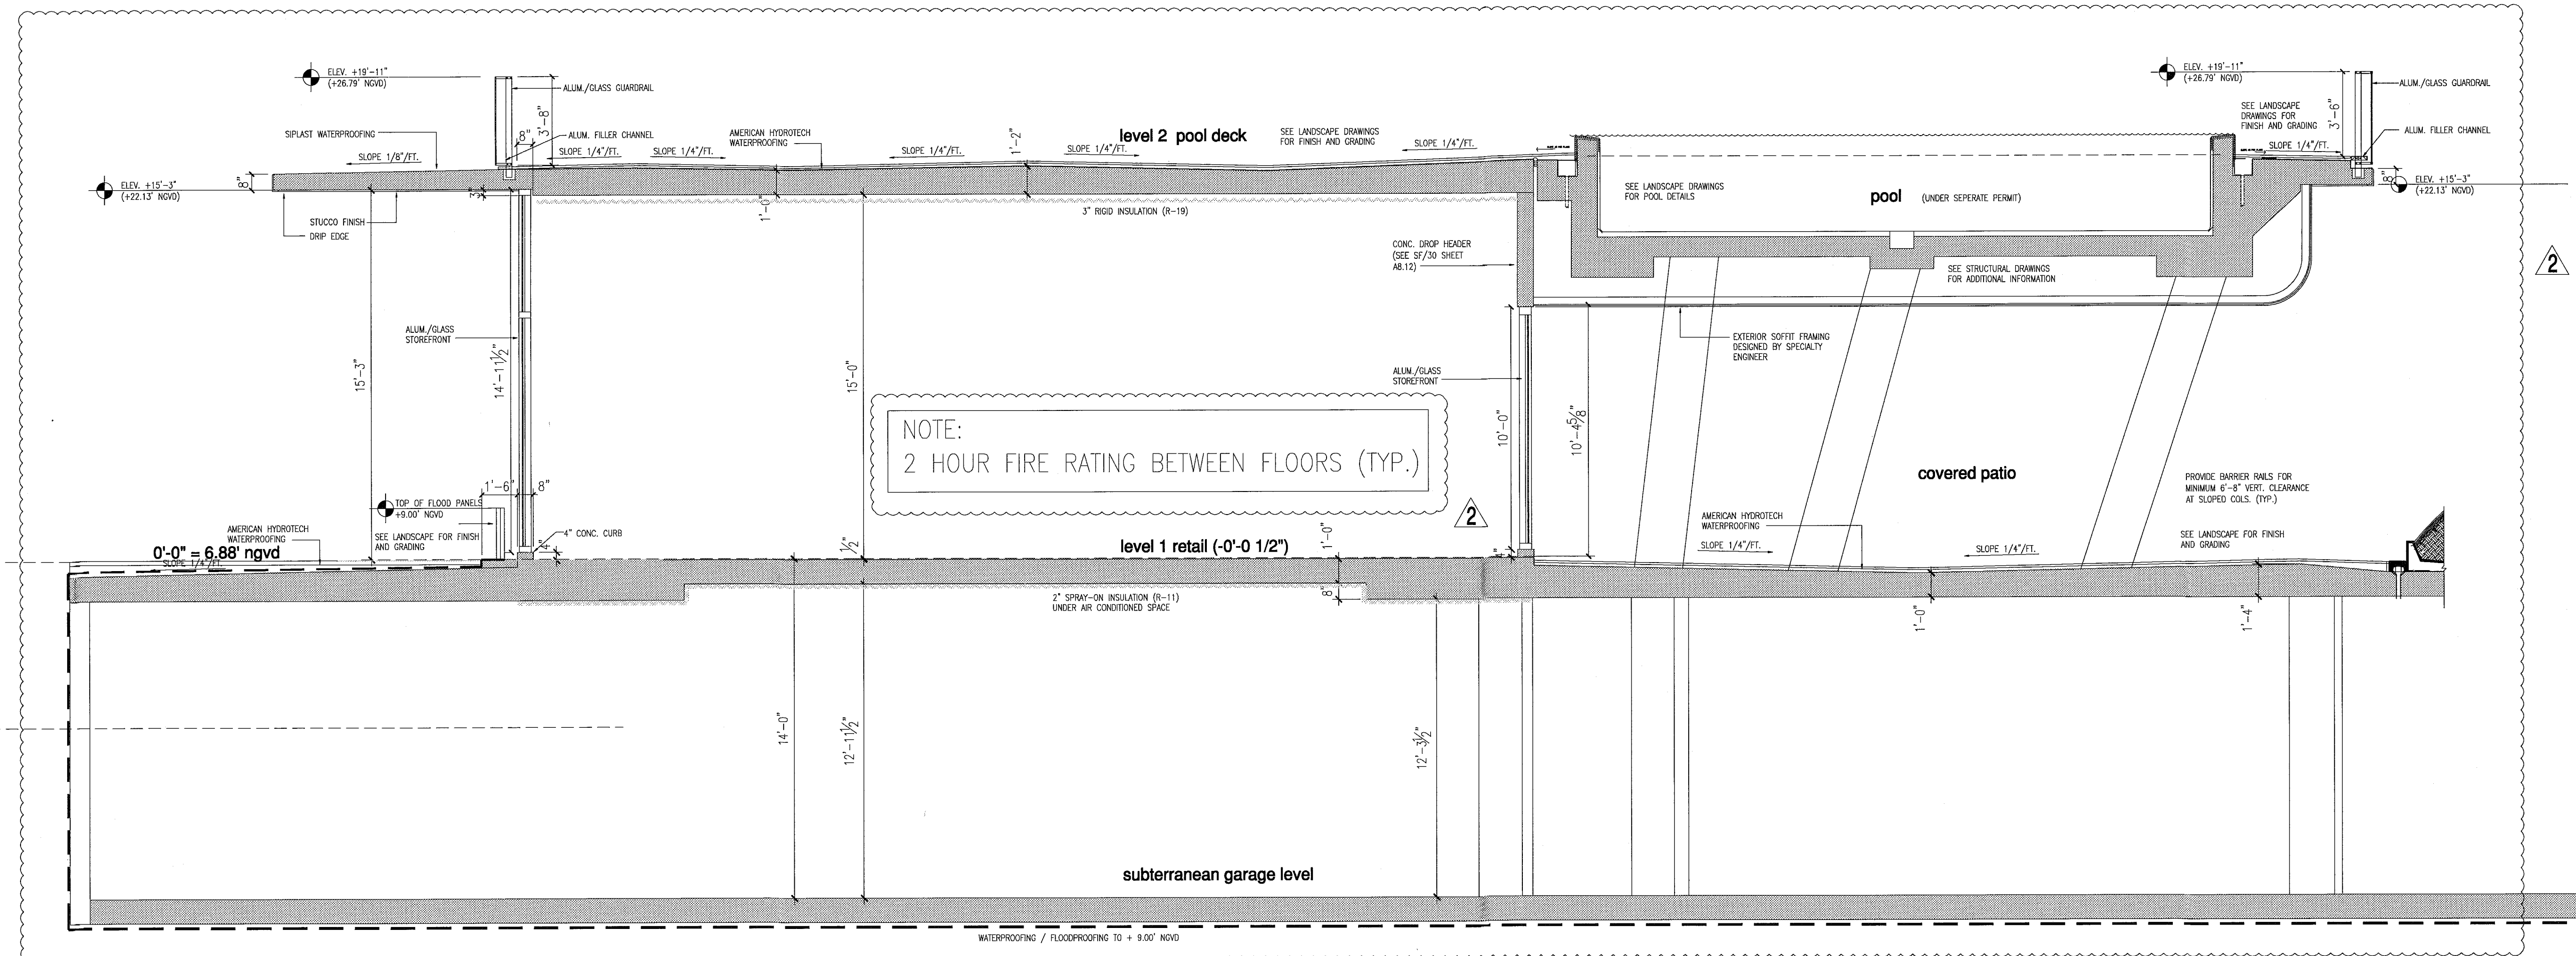 ELEV. +19'-11"
(+26.79' NGVD)
ALUM./GLASS GUARDRAIL
3'-8"
8"
ALUM. FILLER CHANNEL
SIPLAST WATERPROOFING
SLOPE 1/8"/FT.
SLOPE 1/4"/FT.
SLOPE 1/4"/FT.
AMERICAN HYDROTECH
WATERPROOFING
SLOPE 1/4"/FT.
1'-2"
SLOPE 1/4"/FT.
level 2 pool deck
SEE LANDSCAPE DRAWINGS
FOR FINISH AND GRADING
SLOPE 1/4"/FT.
ELEV. +19'-11"
(+26.79' NGVD)
ALUM./GLASS GUARDRAIL
3'-6"
SEE LANDSCAPE
DRAWINGS FOR
FINISH AND GRADING
ALUM. FILLER CHANNEL
SLOPE 1/4"/FT.
8"
ELEV. +15'-3"
(+22.13' NGVD)
ELEV. +15'-3"
(+22.13' NGVD)
8"
3"
STUCCO FINISH
DRIP EDGE
1'-0"
3" RIGID INSULATION (R-19)
SEE LANDSCAPE DRAWINGS
FOR POOL DETAILS
pool
(UNDER SEPERATE PERMIT)
CONC. DROP HEADER
(SEE SF/30 SHEET
A8.12)
SEE STRUCTURAL DRAWINGS
FOR ADDITIONAL INFORMATION
2
ALUM./GLASS
STOREFRONT
15'-3"
14'-11 1/2"
15'-0"
EXTERIOR SOFFIT FRAMING
DESIGNED BY SPECIALTY
ENGINEER
ALUM./GLASS
STOREFRONT
10'-0"
10'-4 5/8"
NOTE:
2 HOUR FIRE RATING BETWEEN FLOORS (TYP.)
2
covered patio
PROVIDE BARRIER RAILS FOR
MINIMUM 6'-8" VERT. CLEARANCE
AT SLOPED COLS. (TYP.)
1'-6"
8"
TOP OF FLOOD PANELS
+9.00' NGVD
AMERICAN HYDROTECH
WATERPROOFING
SEE LANDSCAPE FOR FINISH
AND GRADING
4" CONC. CURB
4"
0'-0" = 6.88' ngvd
SLOPE 1/4"/FT.
1/2"
level 1 retail (-0'-0 1/2")
1'-0"
4"
AMERICAN HYDROTECH
WATERPROOFING
SLOPE 1/4"/FT.
SLOPE 1/4"/FT.
SEE LANDSCAPE FOR FINISH
AND GRADING
2" SPRAY-ON INSULATION (R-11)
UNDER AIR CONDITIONED SPACE
8"
1'-0"
1'-4"
14'-0"
12'-11 1/2"
12'-3 1/2"
subterranean garage level
WATERPROOFING / FLOODPROOFING TO + 9.00' NGVD